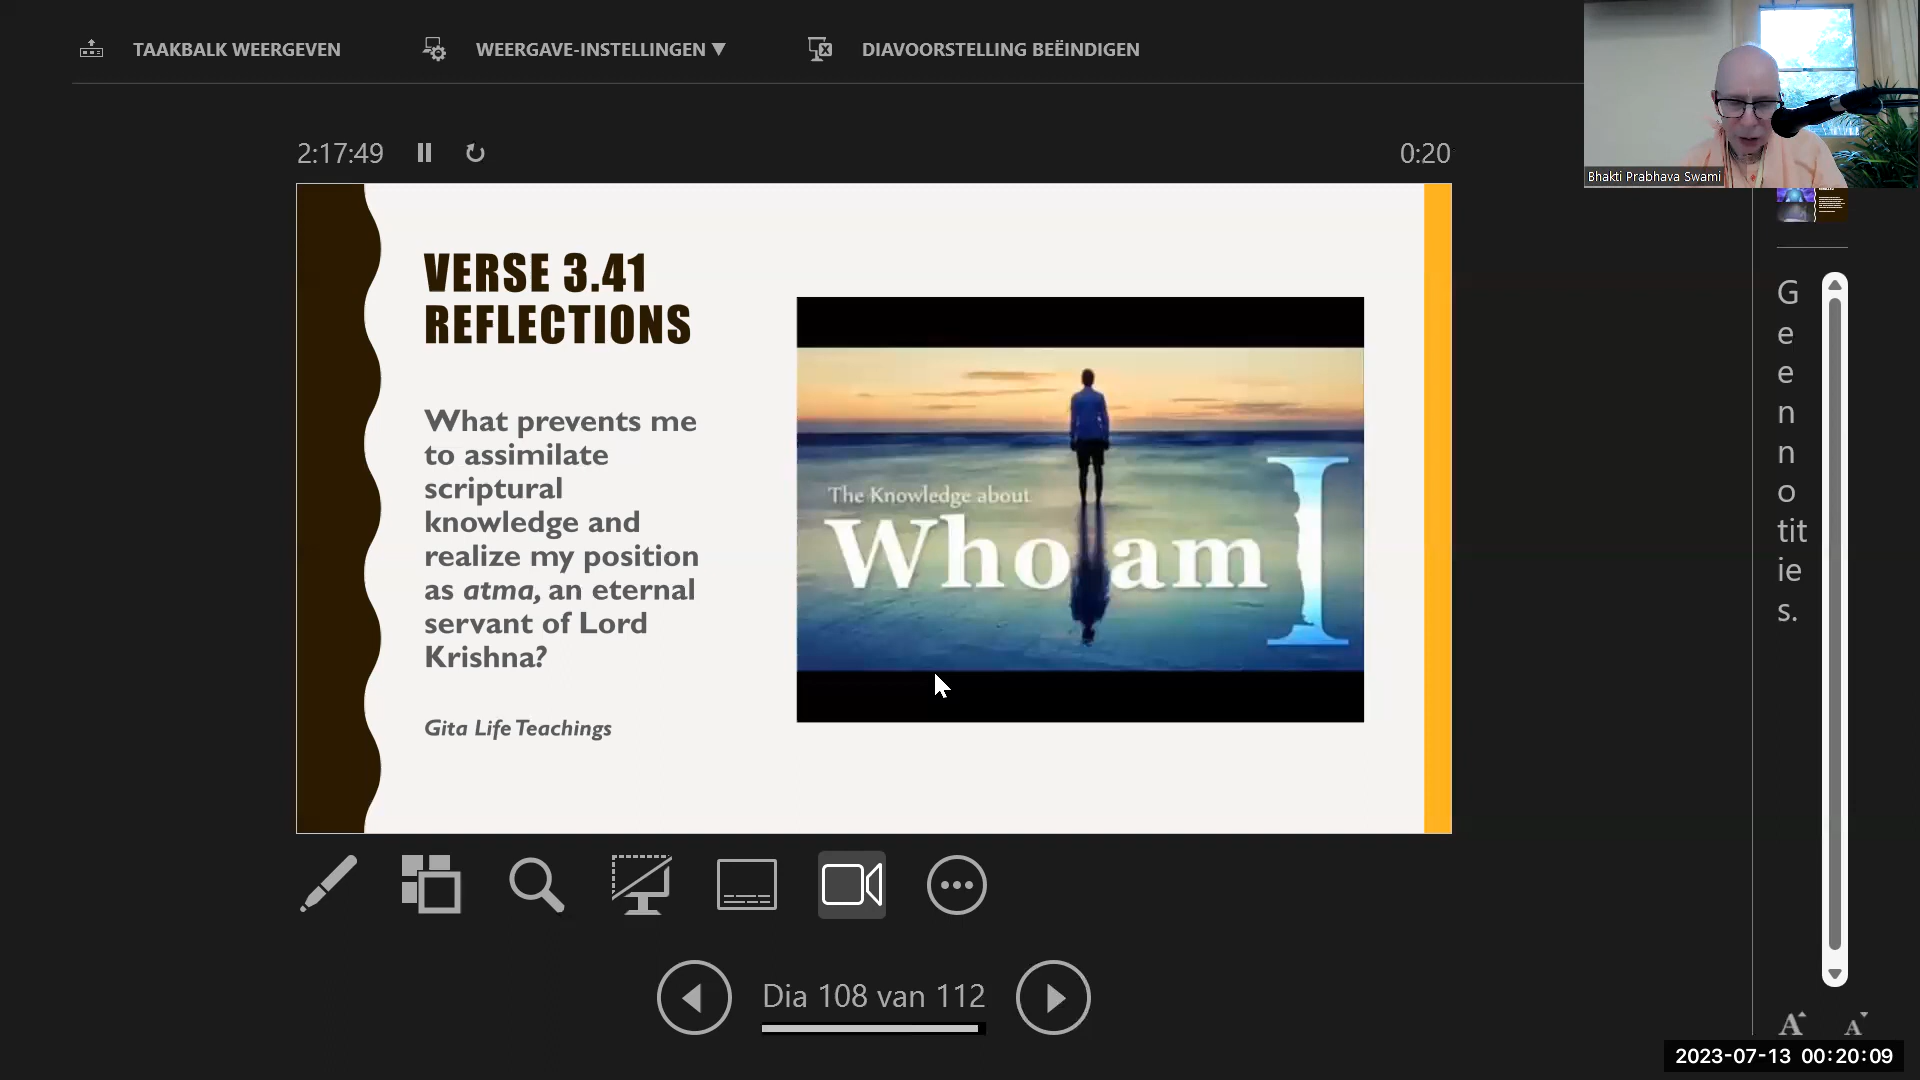 TAAKBALK WEERGEVEN
WEERGAVE-INSTELLINGEN ▼
DIAVOORSTELLING BEËINDIGEN
Bhakti Prabhava Swami
2:17:49
0:20
VERSE 3.41
REFLECTIONS
What prevents me
to assimilate
scriptural
knowledge and
realize my position
as atma, an eternal
servant of Lord
Krishna?
Gita Life Teachings
The Knowledge about
Who am I
G
e
e
n
n
o
tit
ie
s.
Dia 108 van 112
A A
2023-07-13 00:20:09